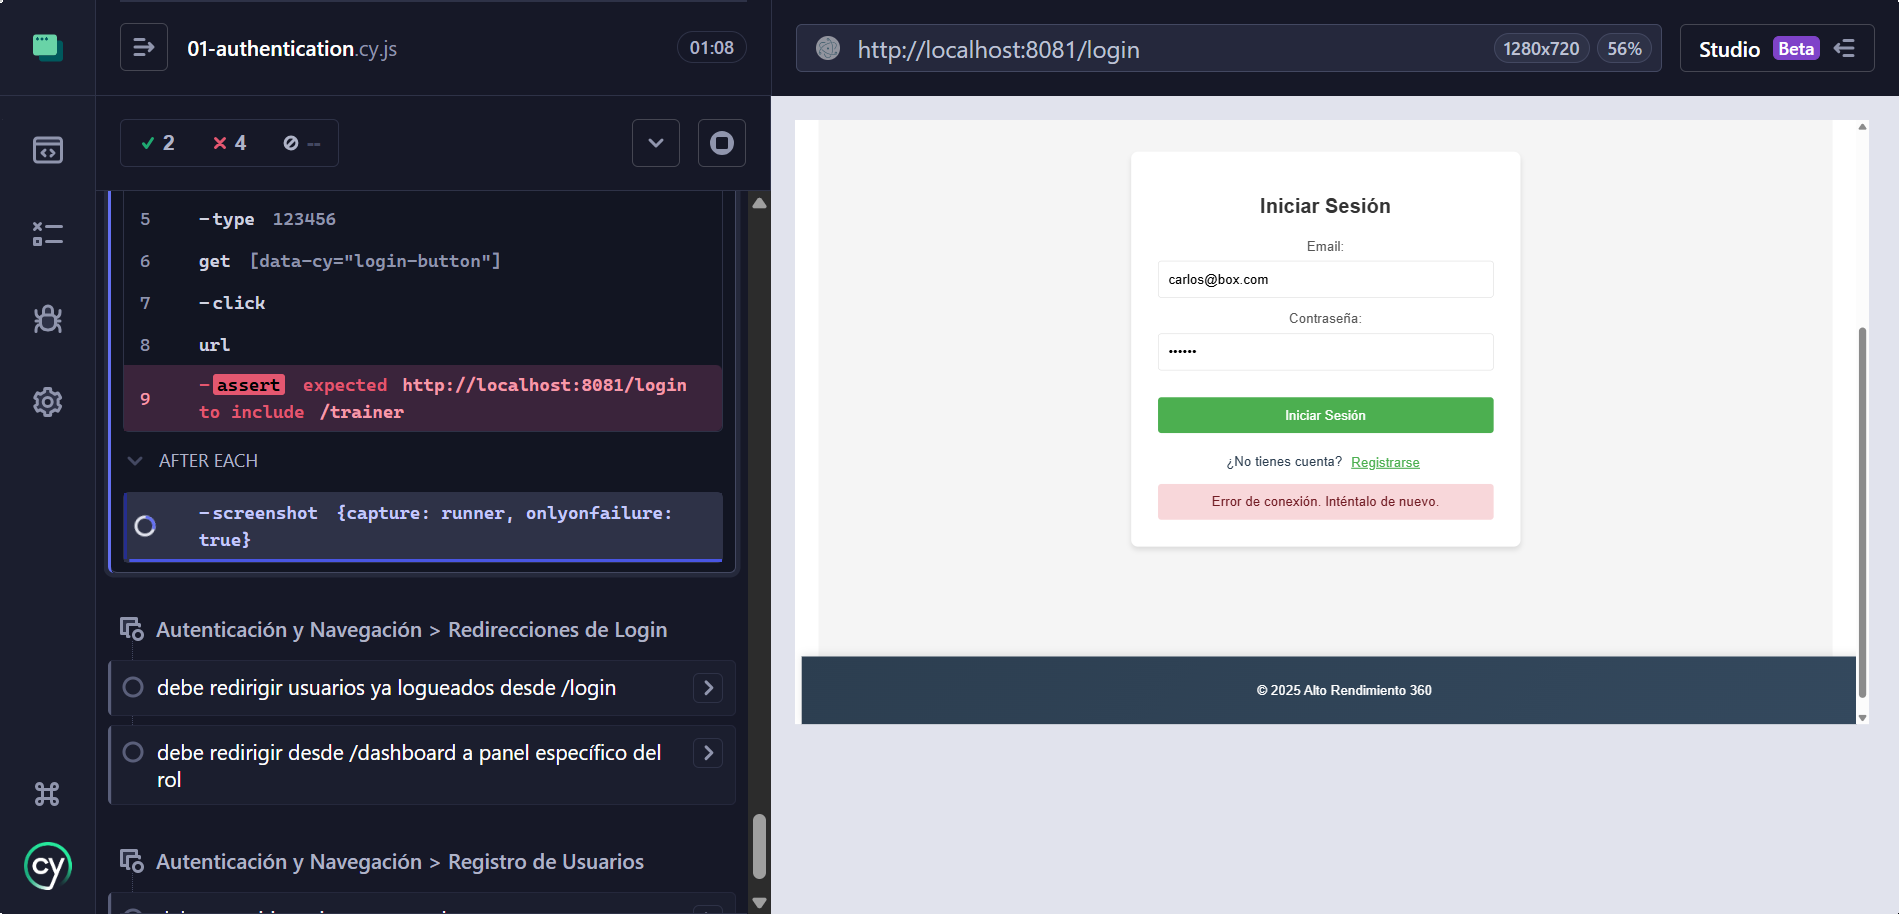 01-authentication.cy.js
01:08
2
4
--
5 -type 123456
6 get [data-cy="login-button"]
7 -click
8 url
9 -assert expected http://localhost:8081/login
to include /trainer
AFTER EACH
-screenshot {capture: runner, onlyonfailure:
true}
Autenticación y Navegación > Redirecciones de Login
debe redirigir usuarios ya logueados desde /login
debe redirigir desde /dashboard a panel específico del
rol
Autenticación y Navegación > Registro de Usuarios
cy
http://localhost:8081/login
1280x720
56%
Studio Beta
Iniciar Sesión
Email:
carlos@box.com
Contraseña:
••••••
Iniciar Sesión
¿No tienes cuenta? Registrarse
Error de conexión. Inténtalo de nuevo.
© 2025 Alto Rendimiento 360